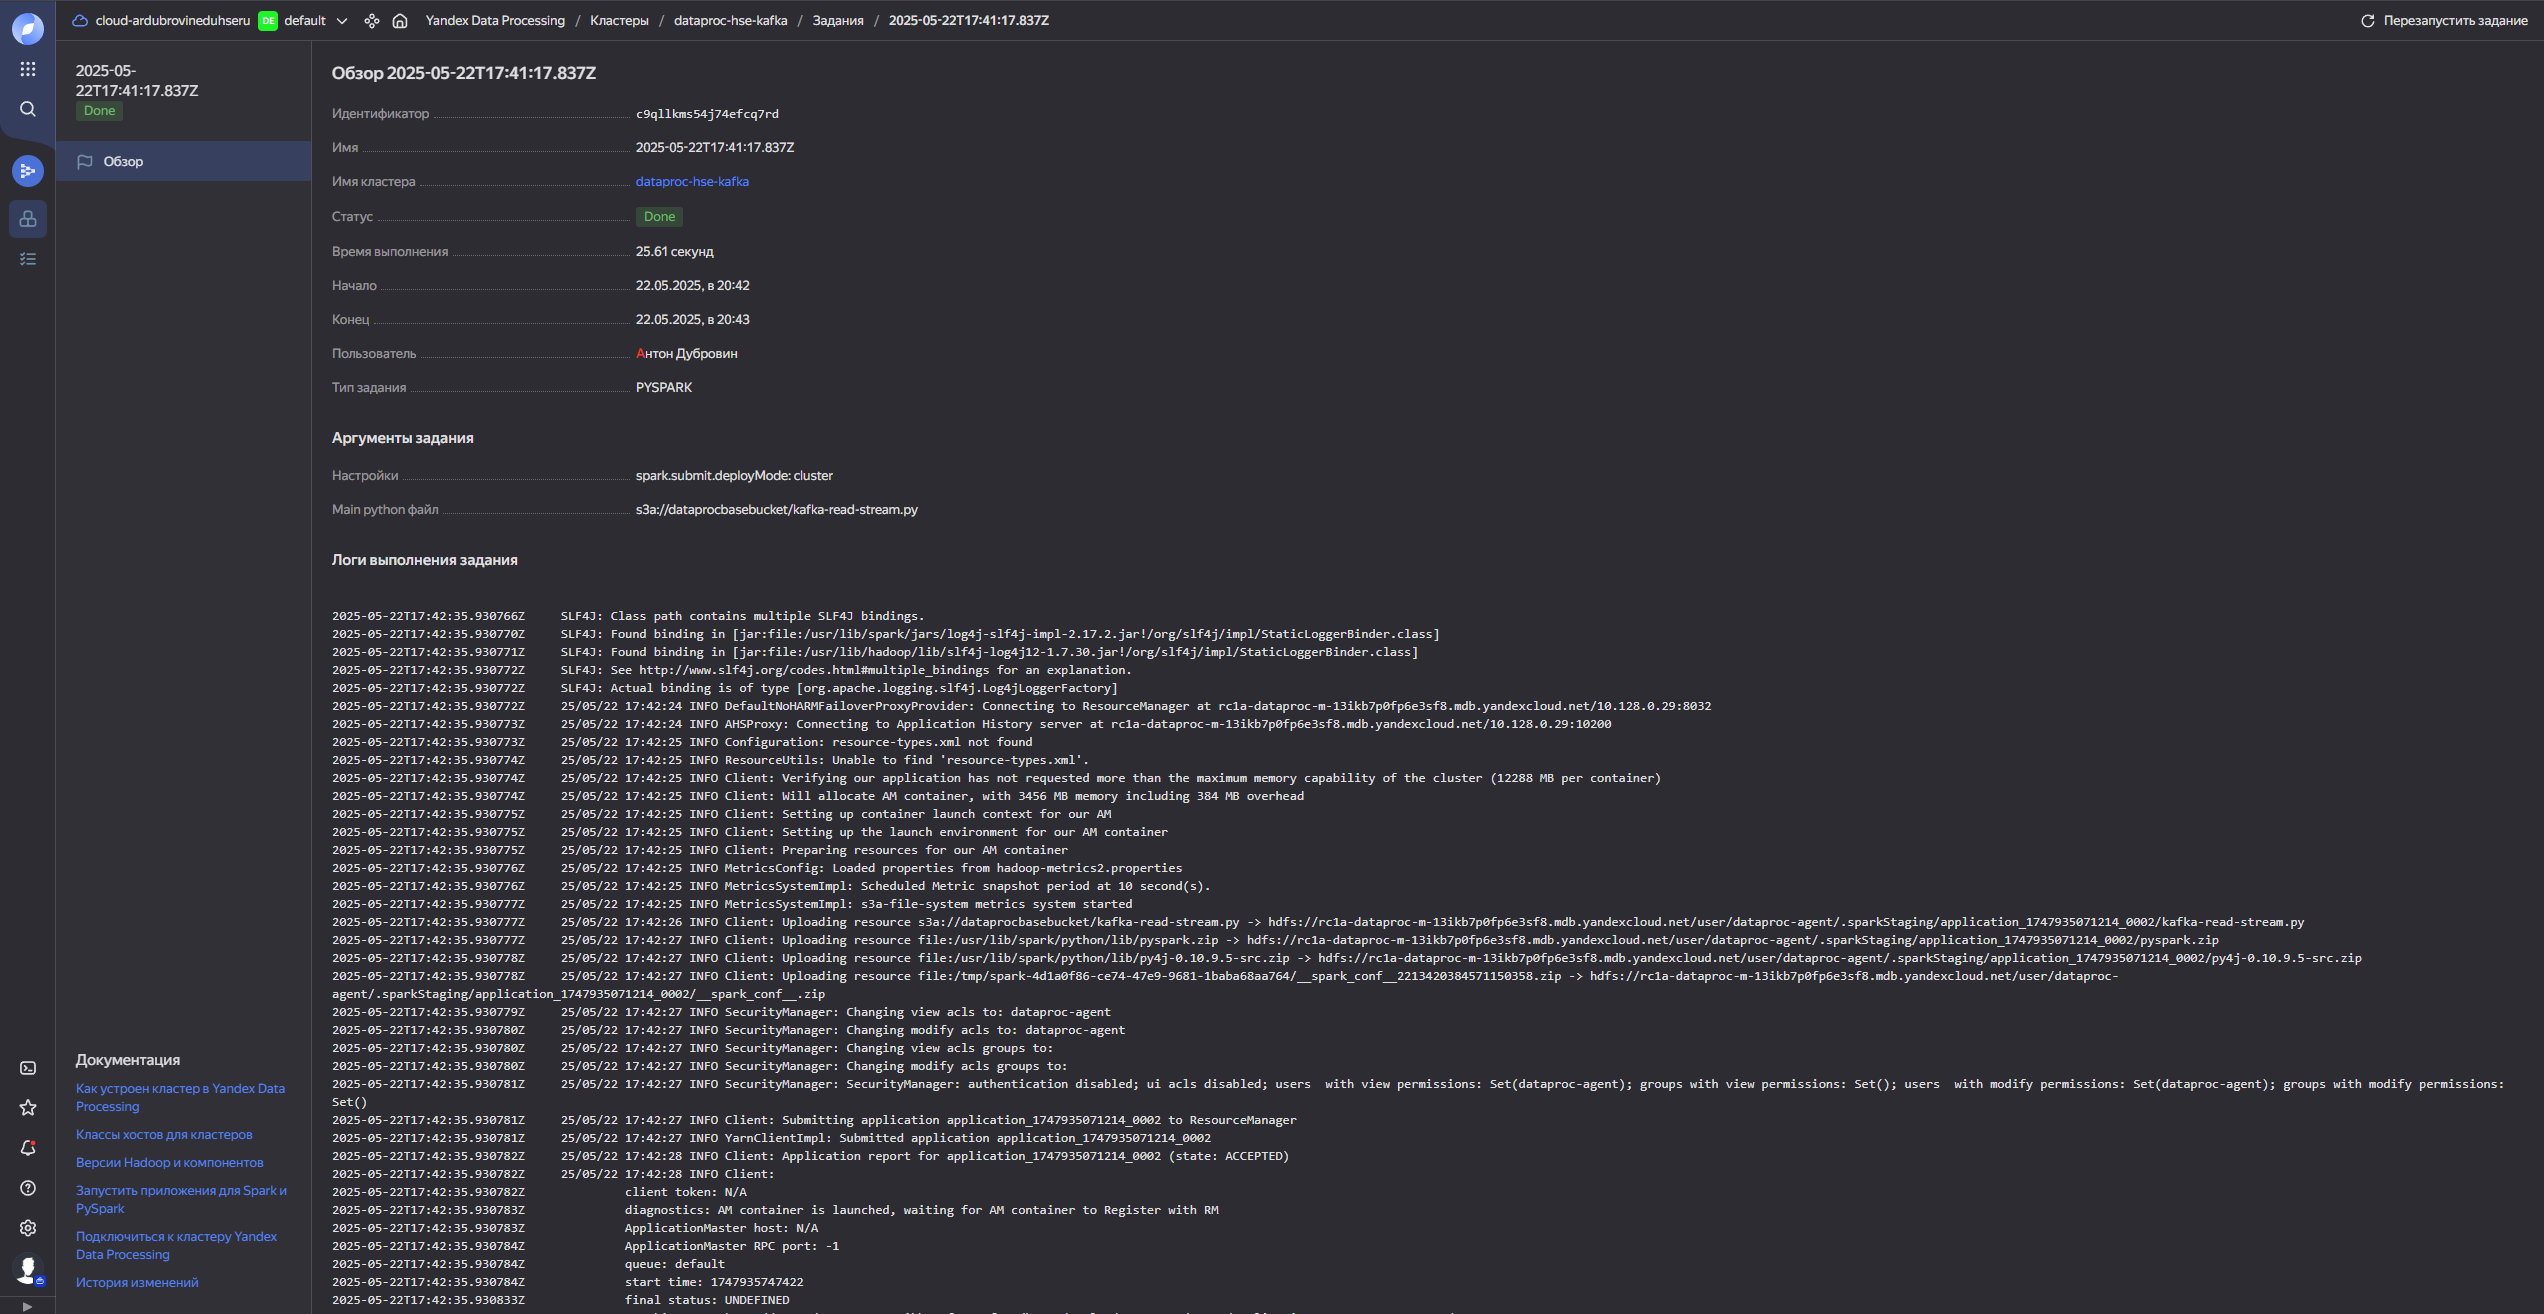 cloud-ardubrovineduhseru DE default Yandex Data Processing / Кластеры / dataproc-hse-kafka / Задания / 2025-05-22T17:41:17.837Z Перезапустить задание
2025-05-
22T17:41:17.837Z
Done
Обзор
Обзор 2025-05-22T17:41:17.837Z
Идентификатор c9qllkms54j74efcq7rd
Имя 2025-05-22T17:41:17.837Z
Имя кластера dataproc-hse-kafka
Статус Done
Время выполнения 25.61 секунд
Начало 22.05.2025, в 20:42
Конец 22.05.2025, в 20:43
Пользователь Антон Дубровин
Тип задания PYSPARK
Аргументы задания
Настройки spark.submit.deployMode: cluster
Main python файл s3a://dataprocbasebucket/kafka-read-stream.py
Логи выполнения задания
2025-05-22T17:42:35.930766Z SLF4J: Class path contains multiple SLF4J bindings.
2025-05-22T17:42:35.930770Z SLF4J: Found binding in [jar:file:/usr/lib/spark/jars/log4j-slf4j-impl-2.17.2.jar!/org/slf4j/impl/StaticLoggerBinder.class]
2025-05-22T17:42:35.930771Z SLF4J: Found binding in [jar:file:/usr/lib/hadoop/lib/slf4j-log4j12-1.7.30.jar!/org/slf4j/impl/StaticLoggerBinder.class]
2025-05-22T17:42:35.930772Z SLF4J: See http://www.slf4j.org/codes.html#multiple_bindings for an explanation.
2025-05-22T17:42:35.930772Z SLF4J: Actual binding is of type [org.apache.logging.slf4j.Log4jLoggerFactory]
2025-05-22T17:42:35.930772Z 25/05/22 17:42:24 INFO DefaultNoHARMFailoverProxyProvider: Connecting to ResourceManager at rc1a-dataproc-m-13ikb7p0fp6e3sf8.mdb.yandexcloud.net/10.128.0.29:8032
2025-05-22T17:42:35.930773Z 25/05/22 17:42:24 INFO AHSProxy: Connecting to Application History server at rc1a-dataproc-m-13ikb7p0fp6e3sf8.mdb.yandexcloud.net/10.128.0.29:10200
2025-05-22T17:42:35.930773Z 25/05/22 17:42:25 INFO Configuration: resource-types.xml not found
2025-05-22T17:42:35.930774Z 25/05/22 17:42:25 INFO ResourceUtils: Unable to find 'resource-types.xml'.
2025-05-22T17:42:35.930774Z 25/05/22 17:42:25 INFO Client: Verifying our application has not requested more than the maximum memory capability of the cluster (12288 MB per container)
2025-05-22T17:42:35.930774Z 25/05/22 17:42:25 INFO Client: Will allocate AM container, with 3456 MB memory including 384 MB overhead
2025-05-22T17:42:35.930775Z 25/05/22 17:42:25 INFO Client: Setting up container launch context for our AM
2025-05-22T17:42:35.930775Z 25/05/22 17:42:25 INFO Client: Setting up the launch environment for our AM container
2025-05-22T17:42:35.930775Z 25/05/22 17:42:25 INFO Client: Preparing resources for our AM container
2025-05-22T17:42:35.930776Z 25/05/22 17:42:25 INFO MetricsConfig: Loaded properties from hadoop-metrics2.properties
2025-05-22T17:42:35.930776Z 25/05/22 17:42:25 INFO MetricsSystemImpl: Scheduled Metric snapshot period at 10 second(s).
2025-05-22T17:42:35.930777Z 25/05/22 17:42:25 INFO MetricsSystemImpl: s3a-file-system metrics system started
2025-05-22T17:42:35.930777Z 25/05/22 17:42:26 INFO Client: Uploading resource s3a://dataprocbasebucket/kafka-read-stream.py -> hdfs://rc1a-dataproc-m-13ikb7p0fp6e3sf8.mdb.yandexcloud.net/user/dataproc-agent/.sparkStaging/application_1747935071214_0002/kafka-read-stream.py
2025-05-22T17:42:35.930777Z 25/05/22 17:42:27 INFO Client: Uploading resource file:/usr/lib/spark/python/lib/pyspark.zip -> hdfs://rc1a-dataproc-m-13ikb7p0fp6e3sf8.mdb.yandexcloud.net/user/dataproc-agent/.sparkStaging/application_1747935071214_0002/pyspark.zip
2025-05-22T17:42:35.930778Z 25/05/22 17:42:27 INFO Client: Uploading resource file:/usr/lib/spark/python/lib/py4j-0.10.9.5-src.zip -> hdfs://rc1a-dataproc-m-13ikb7p0fp6e3sf8.mdb.yandexcloud.net/user/dataproc-agent/.sparkStaging/application_1747935071214_0002/py4j-0.10.9.5-src.zip
2025-05-22T17:42:35.930778Z 25/05/22 17:42:27 INFO Client: Uploading resource file:/tmp/spark-4d1a0f86-ce74-47e9-9681-1baba68aa764/__spark_conf__2213420384571150358.zip -> hdfs://rc1a-dataproc-m-13ikb7p0fp6e3sf8.mdb.yandexcloud.net/user/dataproc-
agent/.sparkStaging/application_1747935071214_0002/__spark_conf__.zip
2025-05-22T17:42:35.930779Z 25/05/22 17:42:27 INFO SecurityManager: Changing view acls to: dataproc-agent
2025-05-22T17:42:35.930780Z 25/05/22 17:42:27 INFO SecurityManager: Changing modify acls to: dataproc-agent
2025-05-22T17:42:35.930780Z 25/05/22 17:42:27 INFO SecurityManager: Changing view acls groups to:
2025-05-22T17:42:35.930780Z 25/05/22 17:42:27 INFO SecurityManager: Changing modify acls groups to:
2025-05-22T17:42:35.930781Z 25/05/22 17:42:27 INFO SecurityManager: SecurityManager: authentication disabled; ui acls disabled; users  with view permissions: Set(dataproc-agent); groups with view permissions: Set(); users  with modify permissions: Set(dataproc-agent); groups with modify permissions:
Set()
2025-05-22T17:42:35.930781Z 25/05/22 17:42:27 INFO Client: Submitting application application_1747935071214_0002 to ResourceManager
2025-05-22T17:42:35.930781Z 25/05/22 17:42:27 INFO YarnClientImpl: Submitted application application_1747935071214_0002
2025-05-22T17:42:35.930782Z 25/05/22 17:42:28 INFO Client: Application report for application_1747935071214_0002 (state: ACCEPTED)
2025-05-22T17:42:35.930782Z 25/05/22 17:42:28 INFO Client:
2025-05-22T17:42:35.930782Z client token: N/A
2025-05-22T17:42:35.930783Z diagnostics: AM container is launched, waiting for AM container to Register with RM
2025-05-22T17:42:35.930783Z ApplicationMaster host: N/A
2025-05-22T17:42:35.930784Z ApplicationMaster RPC port: -1
2025-05-22T17:42:35.930784Z queue: default
2025-05-22T17:42:35.930784Z start time: 1747935747422
2025-05-22T17:42:35.930833Z final status: UNDEFINED
Документация
Как устроен кластер в Yandex Data
Processing
Классы хостов для кластеров
Версии Hadoop и компонентов
Запустить приложения для Spark и
PySpark
Подключиться к кластеру Yandex
Data Processing
История изменений